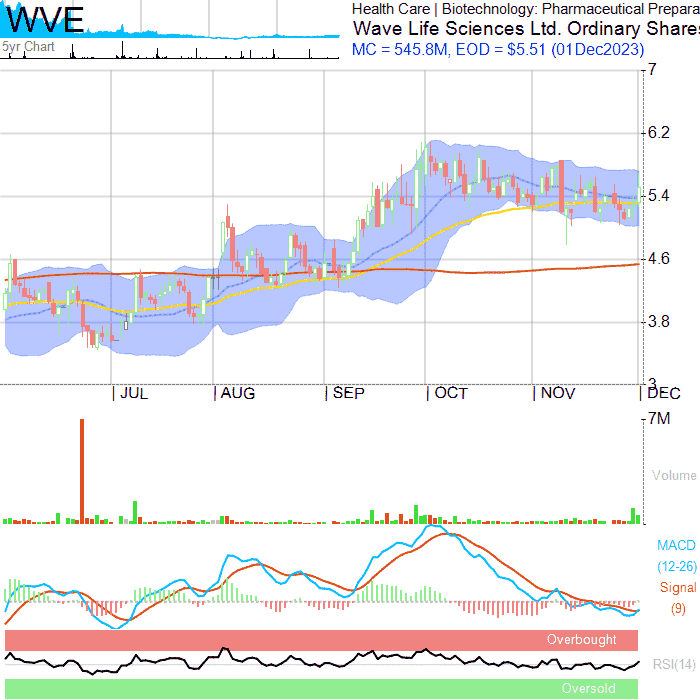 WVE
5yr Chart
Health Care | Biotechnology: Pharmaceutical Prepara
Wave Life Sciences Ltd. Ordinary Shares
MC = 545.8M, EOD = $5.51 (01Dec2023)
7
6.2
5.4
4.6
3.8
3
JUL AUG SEP OCT NOV DEC
7M
Volume
MACD
(12-26)
Signal
(9)
Overbought
RSI(14)
Oversold